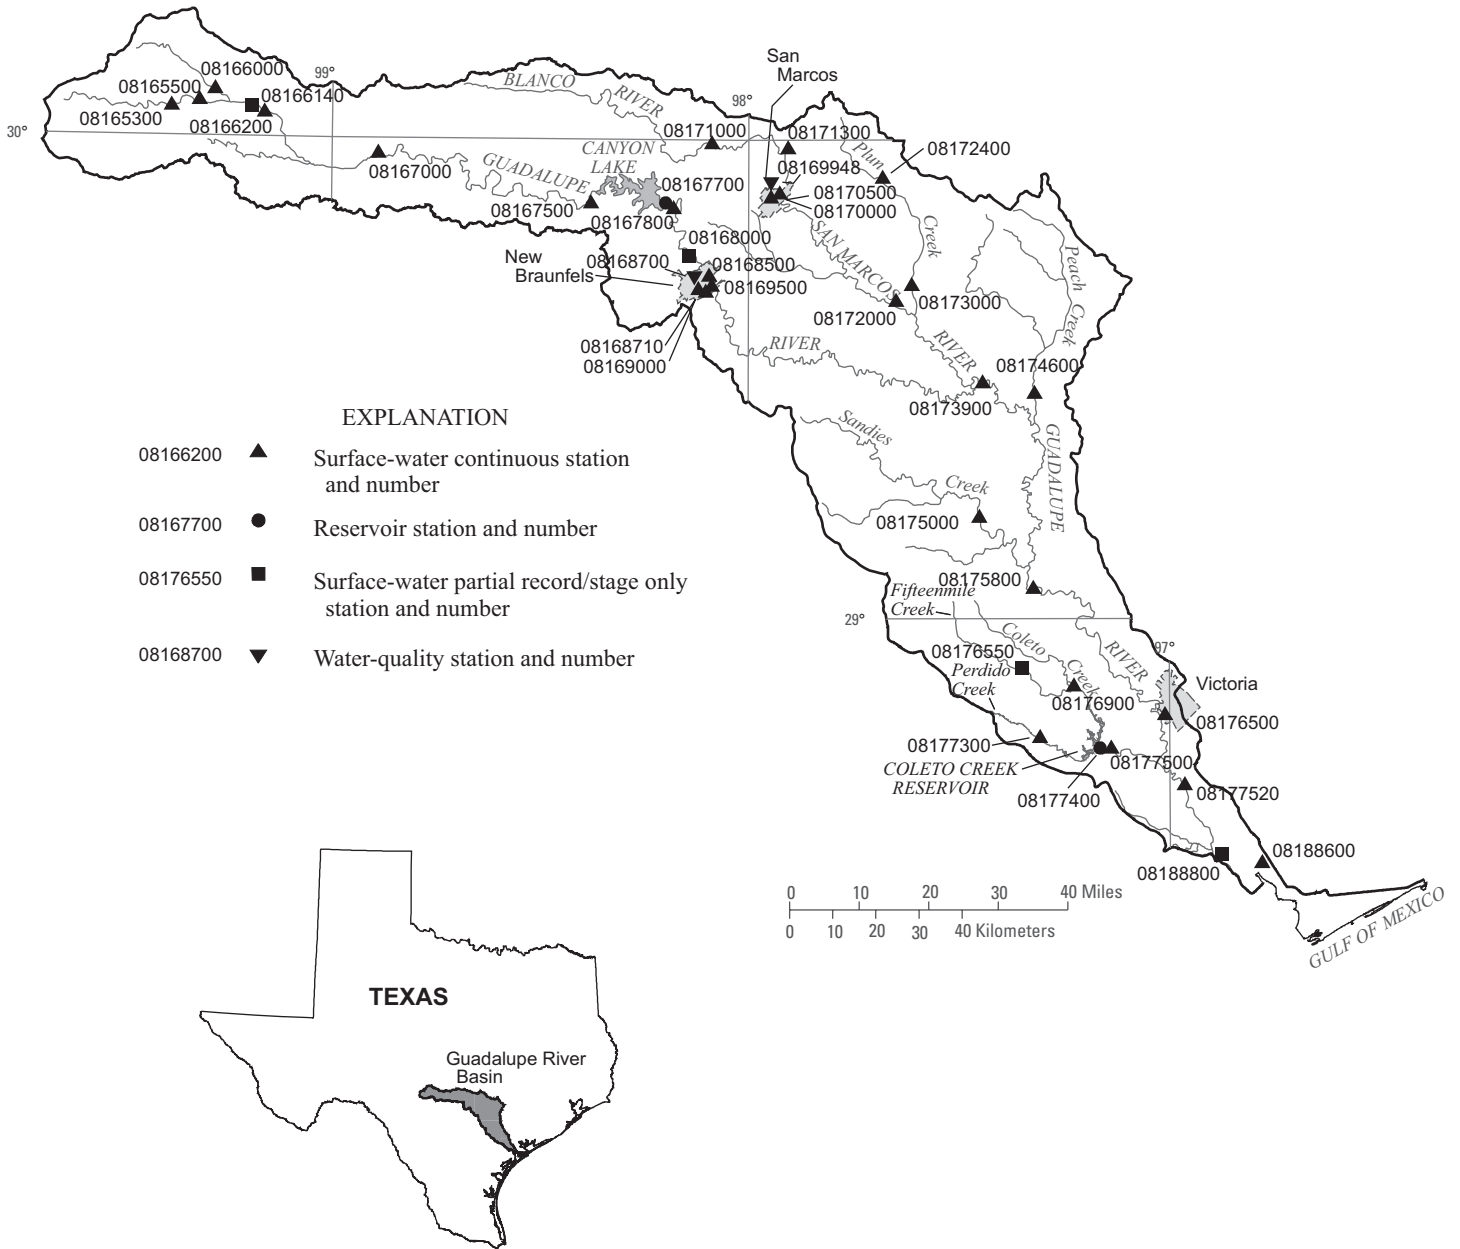 San
Marcos
99°
98°
30°
08166000
08165500
08166140
08165300
08166200
BLANCO
RIVER
08171000
08171300
Plum
08172400
CANYON
LAKE
08167000
GUADALUPE
08169948
08167700
08170500
08170000
08167500
08167800
08168000
SAN MARCOS
Creek
Peach
Creek
New
Braunfels
08168700
08168500
08169500
08173000
08172000
08168710
08169000
RIVER
RIVER
08174600
08173900
Sandies
Creek
GUADALUPE
08175000
08175800
Fifteenmile
Creek
29°
Coleto
Creek
RIVER
97°
08176550
Perdido
Creek
Victoria
08176900
08176500
08177300
COLETO CREEK
RESERVOIR
08177500
08177400
08177520
08188600
08188800
GULF OF MEXICO
EXPLANATION
08166200
Surface-water continuous station
and number
08167700
Reservoir station and number
08176550
Surface-water partial record/stage only
station and number
08168700
Water-quality station and number
0 10 20 30 40 Miles
0 10 20 30 40 Kilometers
TEXAS
Guadalupe River
Basin